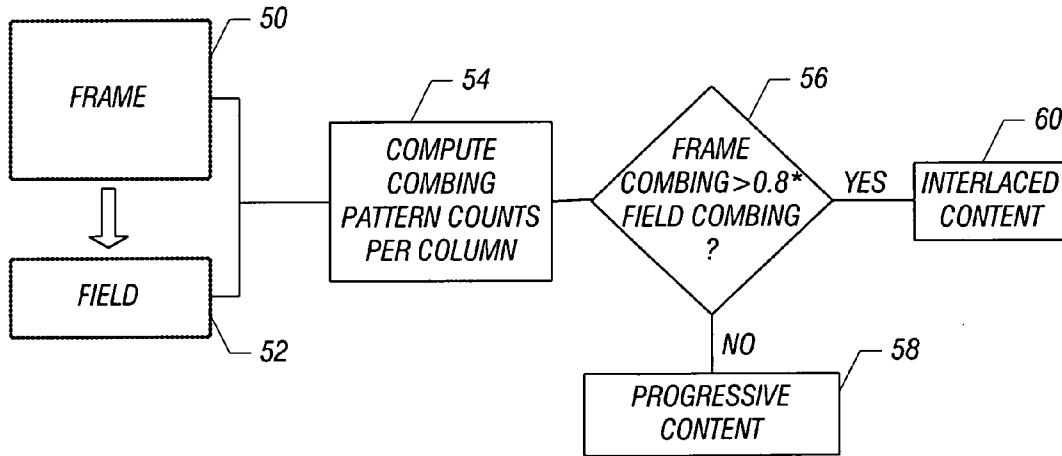 50
FRAME
FIELD
52
54
COMPUTE
COMBING
PATTERN COUNTS
PER COLUMN
56
FRAME
COMBING>0.8*
FIELD COMBING
?
YES
60
INTERLACED
CONTENT
NO
58
PROGRESSIVE
CONTENT